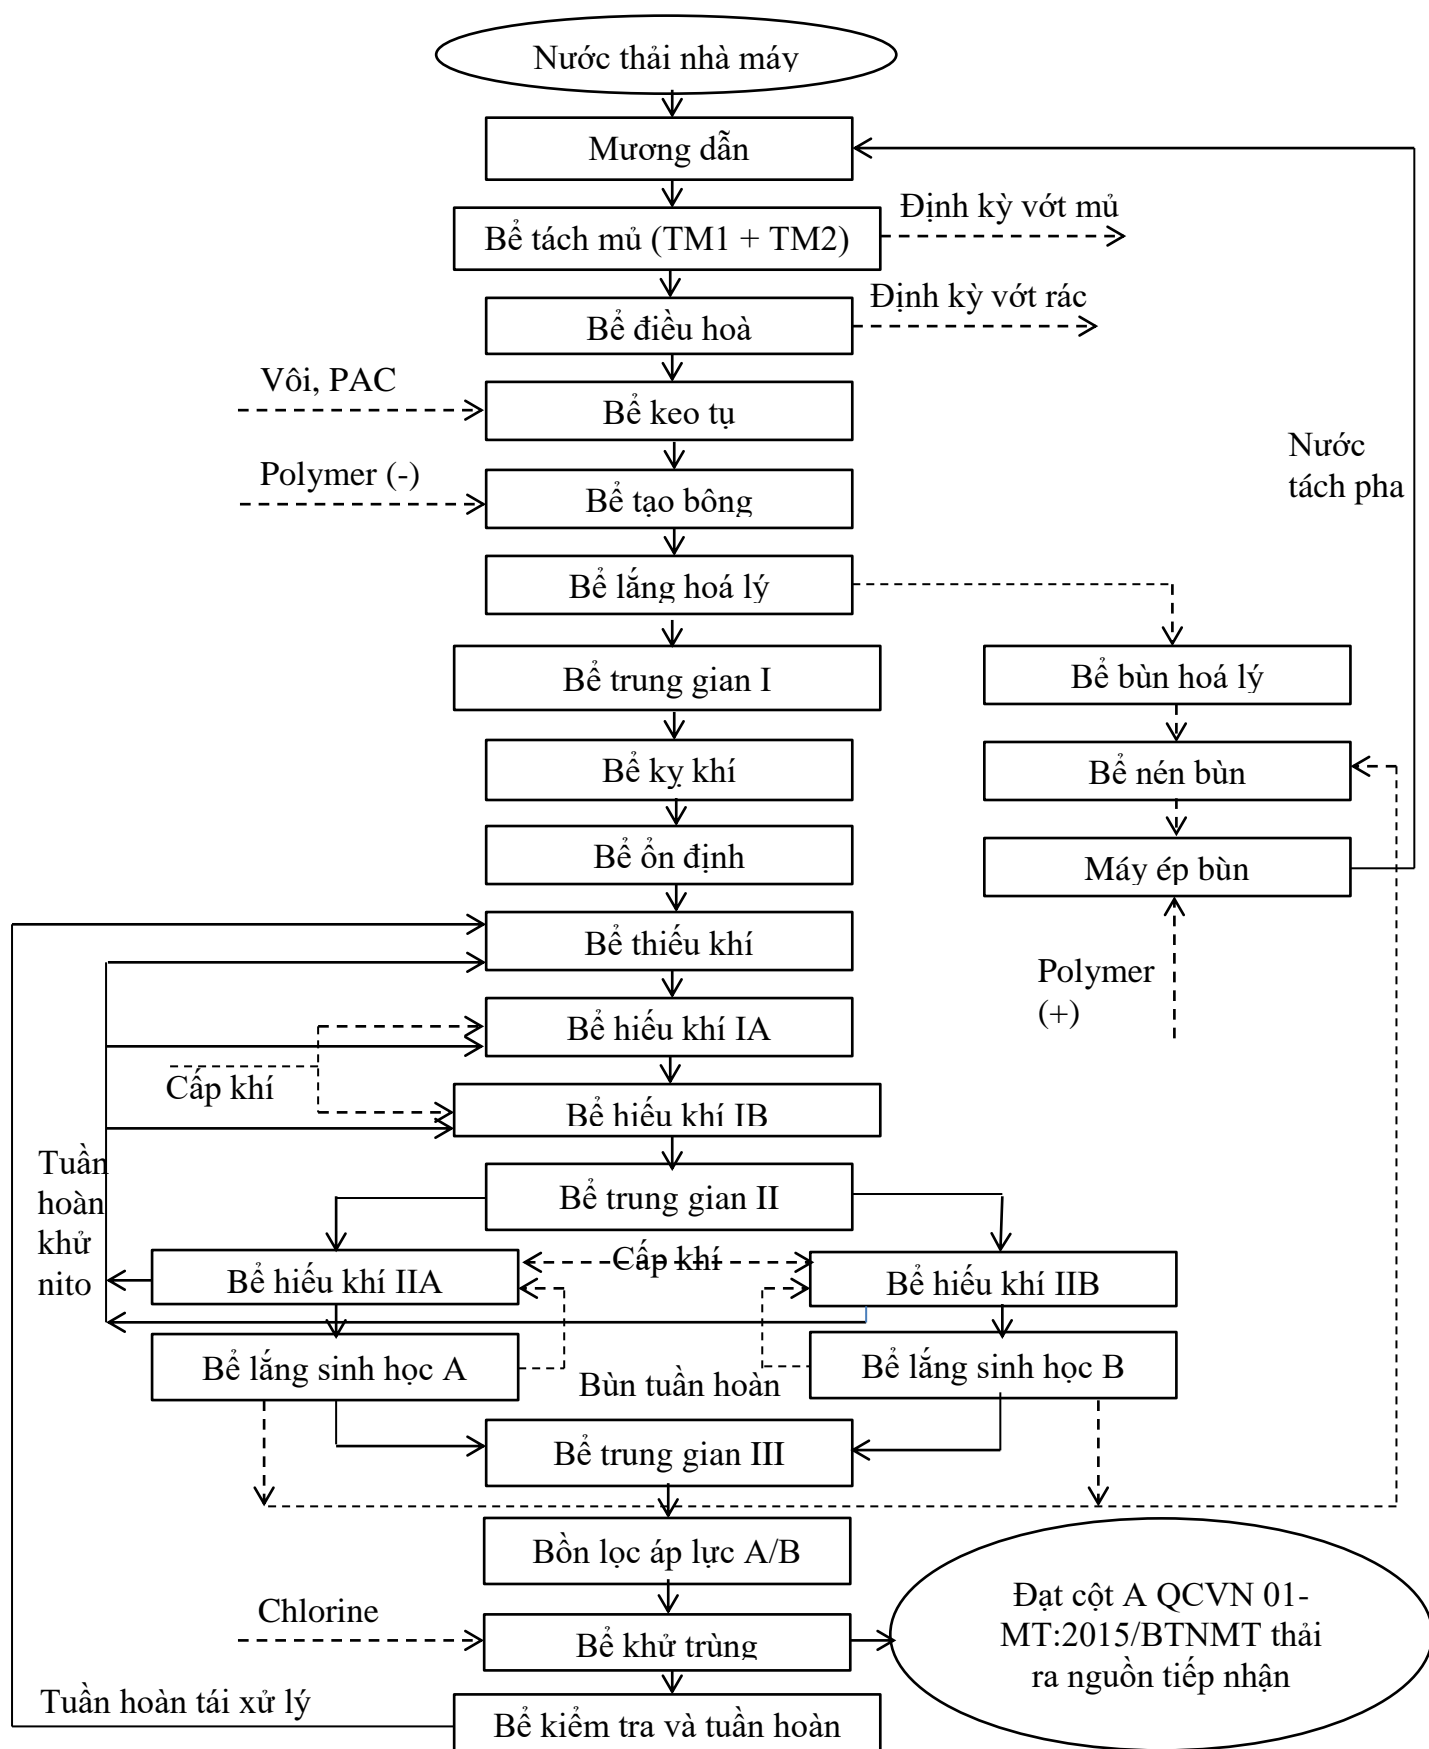 Nước thải nhà máy
Mương dẫn
Định kỳ vớt mủ
Bể tách mủ (TM1 + TM2)
Định kỳ vớt rác
Bể điều hoà
Vôi, PAC
Bể keo tụ
Nước
tách pha
Polymer (-)
Bể tạo bông
Bể lắng hoá lý
Bể trung gian I
Bể bùn hoá lý
Bể kỵ khí
Bể nén bùn
Bể ổn định
Máy ép bùn
Bể thiếu khí
Polymer
(+)
Bể hiếu khí IA
Cấp khí
Bể hiếu khí IB
Tuần
hoàn
khử
nito
Bể trung gian II
Cấp khí
Bể hiếu khí IIA
Bể hiếu khí IIB
Bể lắng sinh học A
Bùn tuần hoàn
Bể lắng sinh học B
Bể trung gian III
Bồn lọc áp lực A/B
Chlorine
Bể khử trùng
Đạt cột A QCVN 01-
MT:2015/BTNMT thải
ra nguồn tiếp nhận
Tuần hoàn tái xử lý
Bể kiểm tra và tuần hoàn